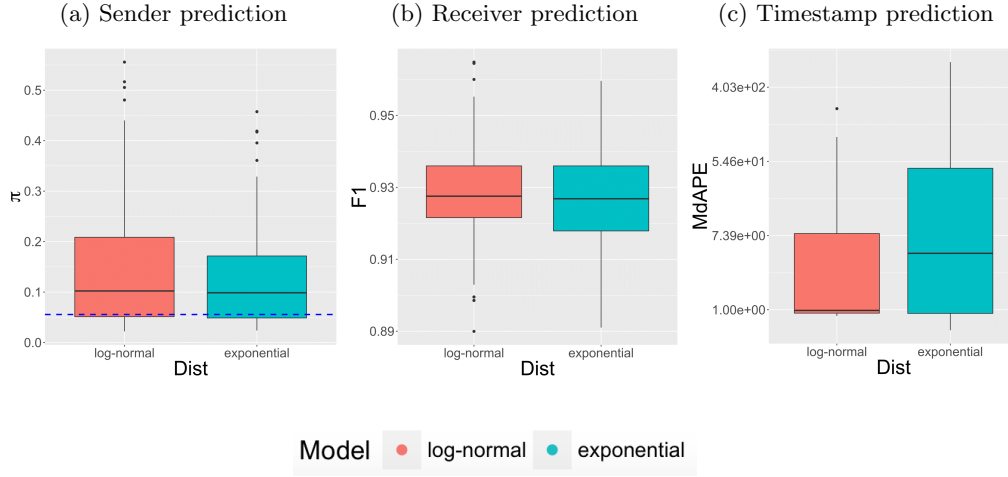 (a) Sender prediction
(b) Receiver prediction
(c) Timestamp prediction
π
0.5
0.4
0.3
0.2
0.1
0.0
log-normal
exponential
Dist
F1
0.95
0.93
0.91
0.89
log-normal
exponential
Dist
MdAPE
4.03e+02
5.46e+01
7.39e+00
1.00e+00
log-normal
exponential
Dist
Model log-normal exponential